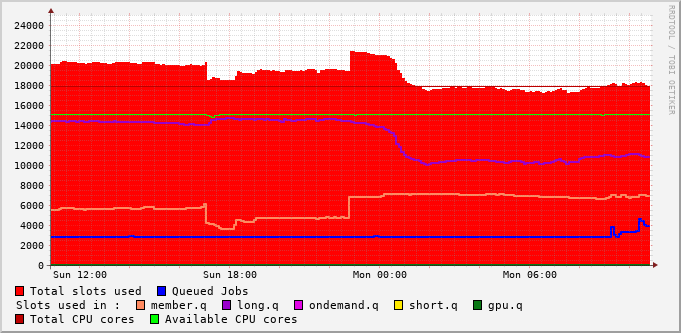 RRDTOOL / TOBI OETIKER
24000
22000
20000
18000
16000
14000
12000
10000
8000
6000
4000
2000
0
Sun 12:00 Sun 18:00 Mon 00:00 Mon 06:00
Total slots used Queued Jobs
Slots used in : member.q long.q ondemand.q short.q gpu.q
Total CPU cores Available CPU cores